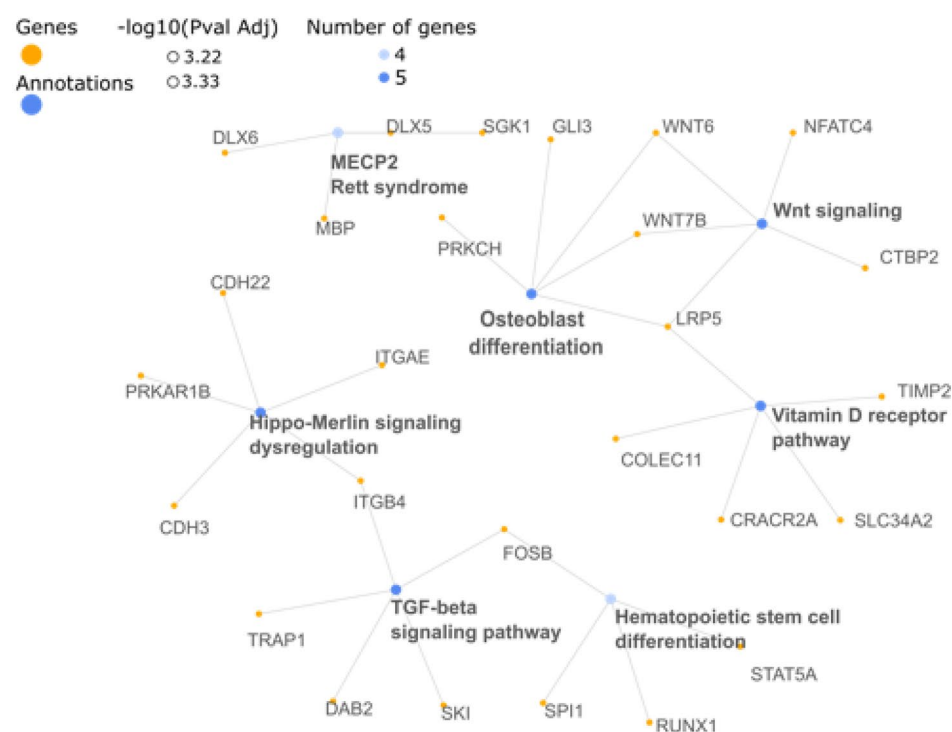 Genes -log10(Pval Adj) Number of genes
3.22 4
Annotations 3.33 5
DLX6 DLX5 SGK1 GLI3 WNT6 NFATC4
MECP2
Rett syndrome
MBP
PRKCH
WNT7B
Wnt signaling
CTBP2
CDH22
Osteoblast
differentiation
LRP5
ITGAE
PRKAR1B
TIMP2
Hippo-Merlin signaling
dysregulation
Vitamin D receptor
pathway
COLEC11
ITGB4
CDH3
CRACR2A
SLC34A2
FOSB
TGF-beta
signaling pathway
Hematopoietic stem cell
differentiation
TRAP1
STAT5A
DAB2
SKI
SPI1
RUNX1